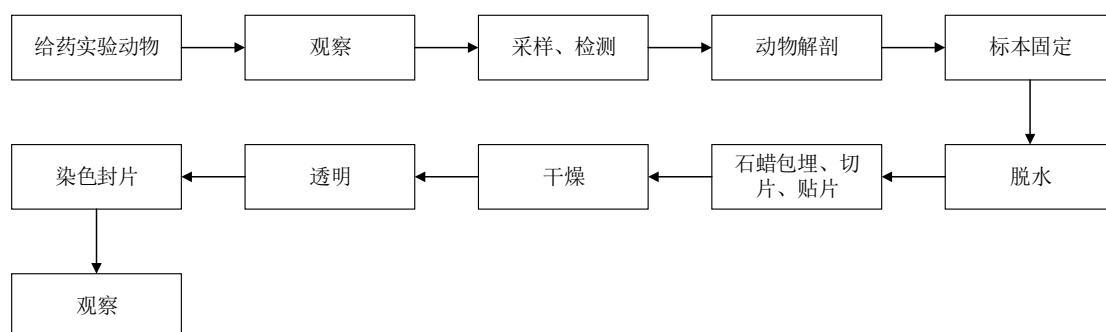 给药实验动物
观察
采样、检测
动物解剖
标本固定
脱水
石蜡包埋、切
片、贴片
干燥
透明
染色封片
观察